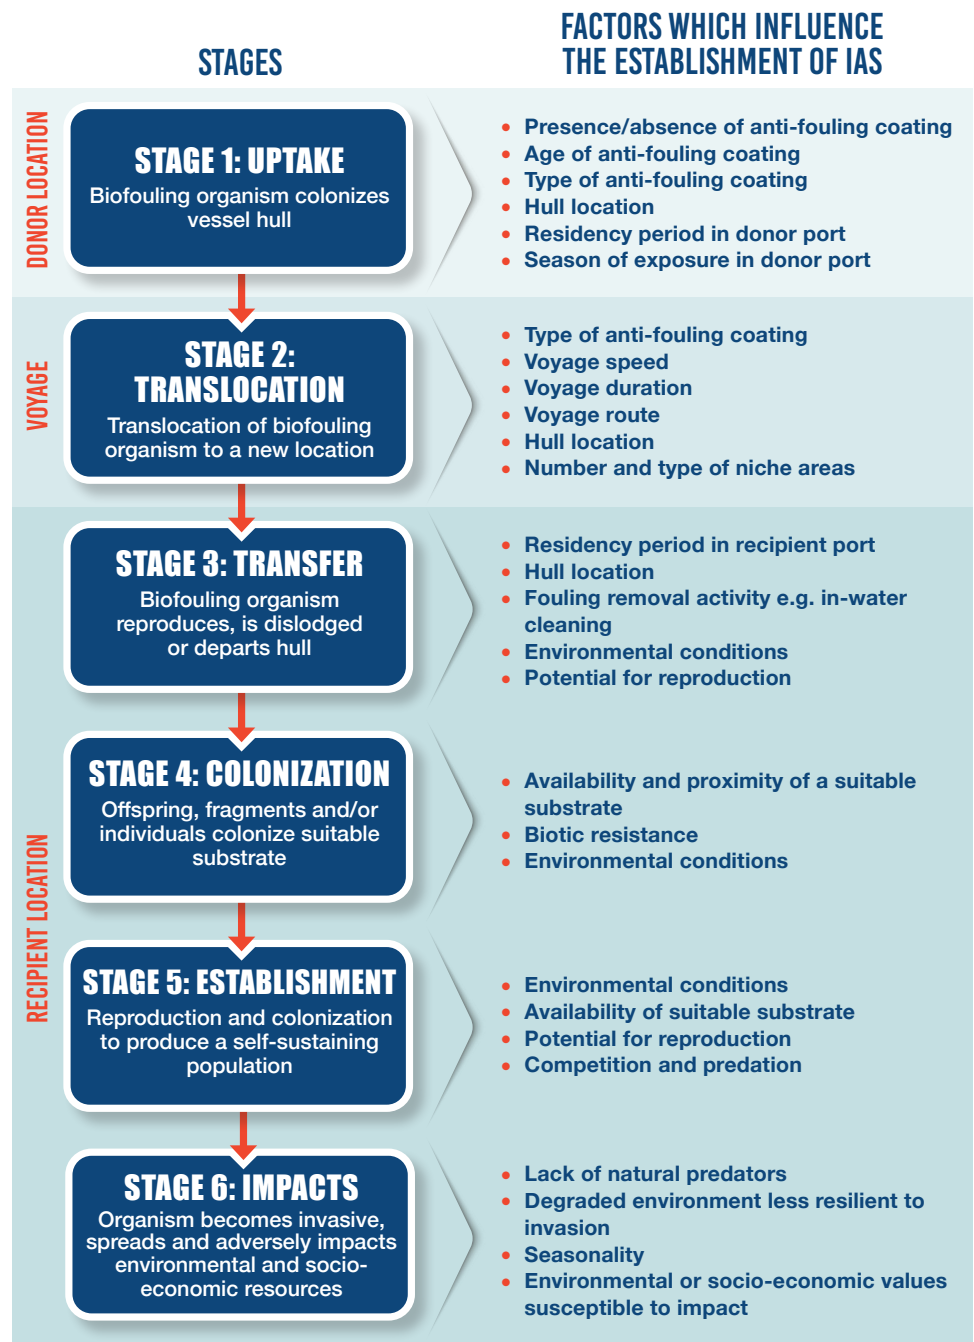 STAGES
FACTORS WHICH INFLUENCE
THE ESTABLISHMENT OF IAS
DONOR LOCATION
STAGE 1: UPTAKE
Biofouling organism colonizes
vessel hull
• Presence/absence of anti-fouling coating
• Age of anti-fouling coating
• Type of anti-fouling coating
• Hull location
• Residency period in donor port
• Season of exposure in donor port
VOYAGE
STAGE 2:
TRANSLOCATION
Translocation of biofouling
organism to a new location
• Type of anti-fouling coating
• Voyage speed
• Voyage duration
• Voyage route
• Hull location
• Number and type of niche areas
RECIPIENT LOCATION
STAGE 3: TRANSFER
Biofouling organism
reproduces, is dislodged
or departs hull
• Residency period in recipient port
• Hull location
• Fouling removal activity e.g. in-water
cleaning
• Environmental conditions
• Potential for reproduction
STAGE 4: COLONIZATION
Offspring, fragments and/or
individuals colonize suitable
substrate
• Availability and proximity of a suitable
substrate
• Biotic resistance
• Environmental conditions
STAGE 5: ESTABLISHMENT
Reproduction and colonization
to produce a self-sustaining
population
• Environmental conditions
• Availability of suitable substrate
• Potential for reproduction
• Competition and predation
STAGE 6: IMPACTS
Organism becomes invasive,
spreads and adversely impacts
environmental and socio-
economic resources
• Lack of natural predators
• Degraded environment less resilient to
invasion
• Seasonality
• Environmental or socio-economic values
susceptible to impact